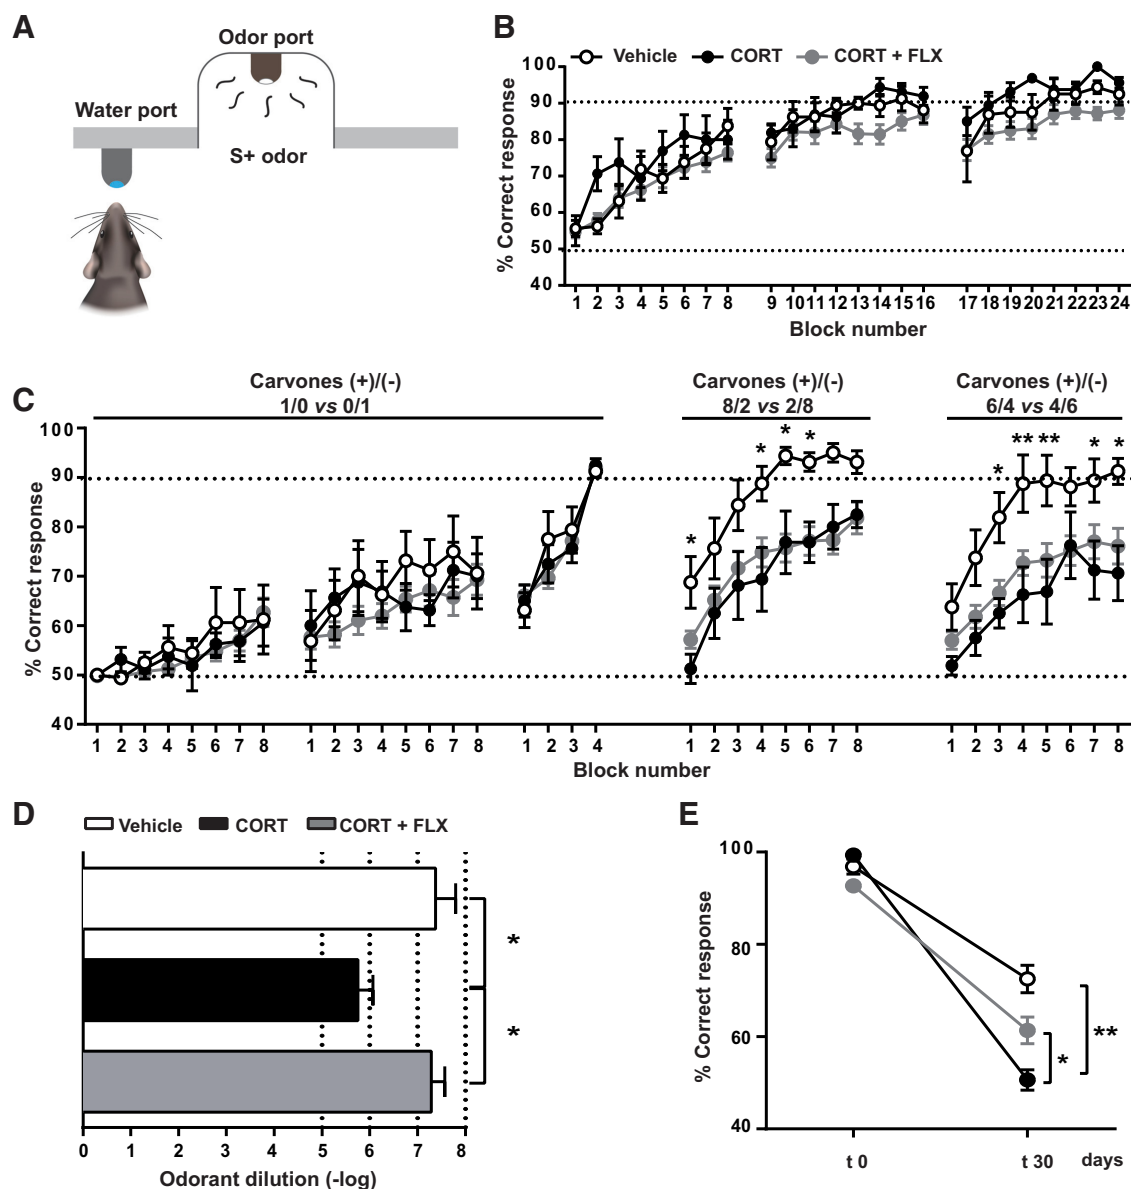 A
Odor port
Water port
S+ odor
B
Vehicle CORT CORT + FLX
% Correct response
100
90
80
70
60
50
40
1 2 3 4 5 6 7 8 9 10 11 12 13 14 15 16 17 18 19 20 21 22 23 24
Block number
C
Carvones (+)/(-)
1/0 vs 0/1
Carvones (+)/(-)
8/2 vs 2/8
Carvones (+)/(-)
6/4 vs 4/6
% Correct response
100
90
80
70
60
50
40
* * * *
* ** ** * *
1 2 3 4 5 6 7 8 1 2 3 4 5 6 7 8 1 2 3 4 1 2 3 4 5 6 7 8 1 2 3 4 5 6 7 8
Block number
D
Vehicle CORT CORT + FLX
*
*
0 1 2 3 4 5 6 7 8
Odorant dilution (-log)
E
% Correct response
100
80
60
40
* **
t 0 t 30 days